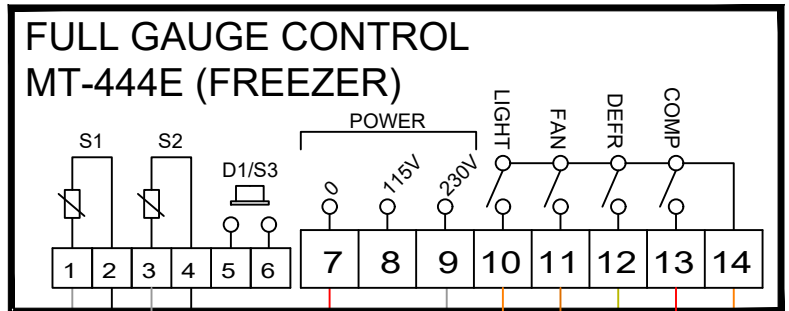 FULL GAUGE CONTROL
MT-444E (FREEZER)
S1
S2
D1/S3
POWER
0
115V
230V
LIGHT
FAN
DEFR
COMP
1 2 3 4 5 6 7 8 9 10 11 12 13 14